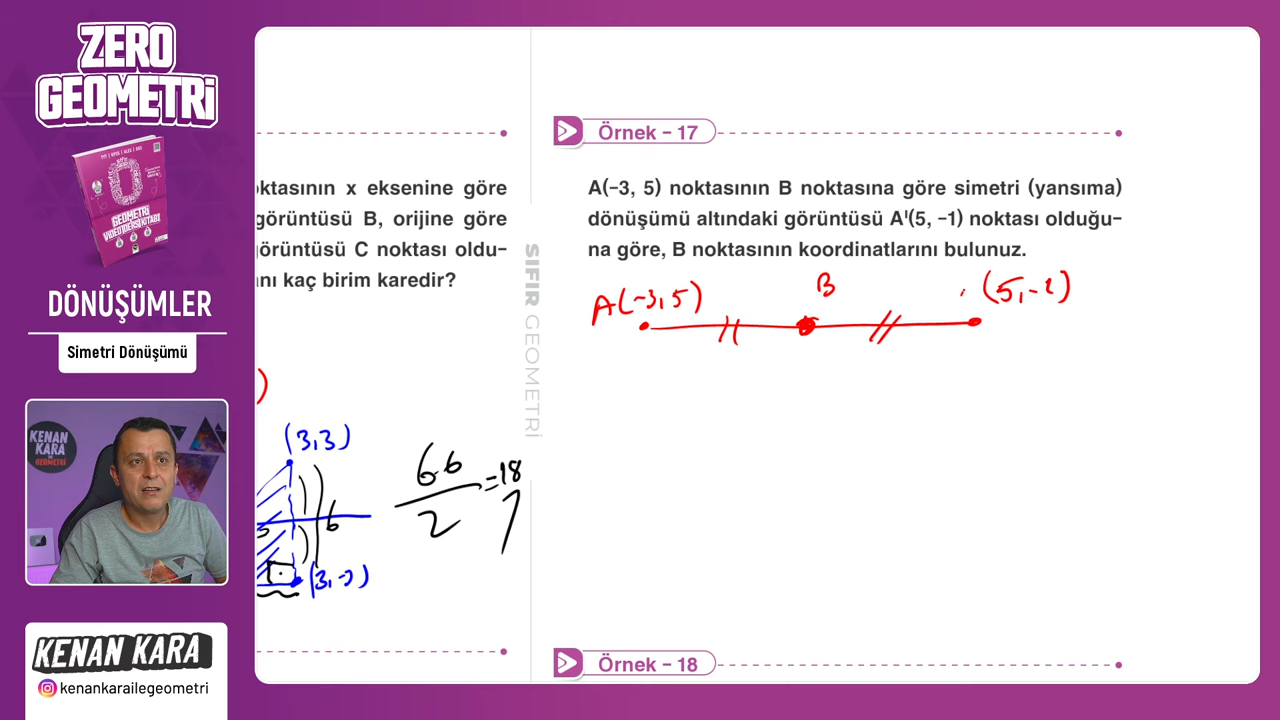 ZERO
GEOMETRİ
GEOMETRİ
VİDEO DERS KİTABI
DÖNÜŞÜMLER
Simetri Dönüşümü
KENAN
KARA
GEOMETRİ
KENAN KARA
kenankarailegeometri
oktasının x eksenine göre
görüntüsü B, orijine göre
görüntüsü C noktası oldu-
anı kaç birim karedir?
)
(3,3)
6
(3,-3)
6.6
2
=18
SIFIR GEOMETRİ
Örnek - 17
A(-3, 5) noktasının B noktasına göre simetri (yansıma)
dönüşümü altındaki görüntüsü A'(5, -1) noktası olduğu-
na göre, B noktasının koordinatlarını bulunuz.
A(-3,5)
B
(5,-1)
Örnek - 18